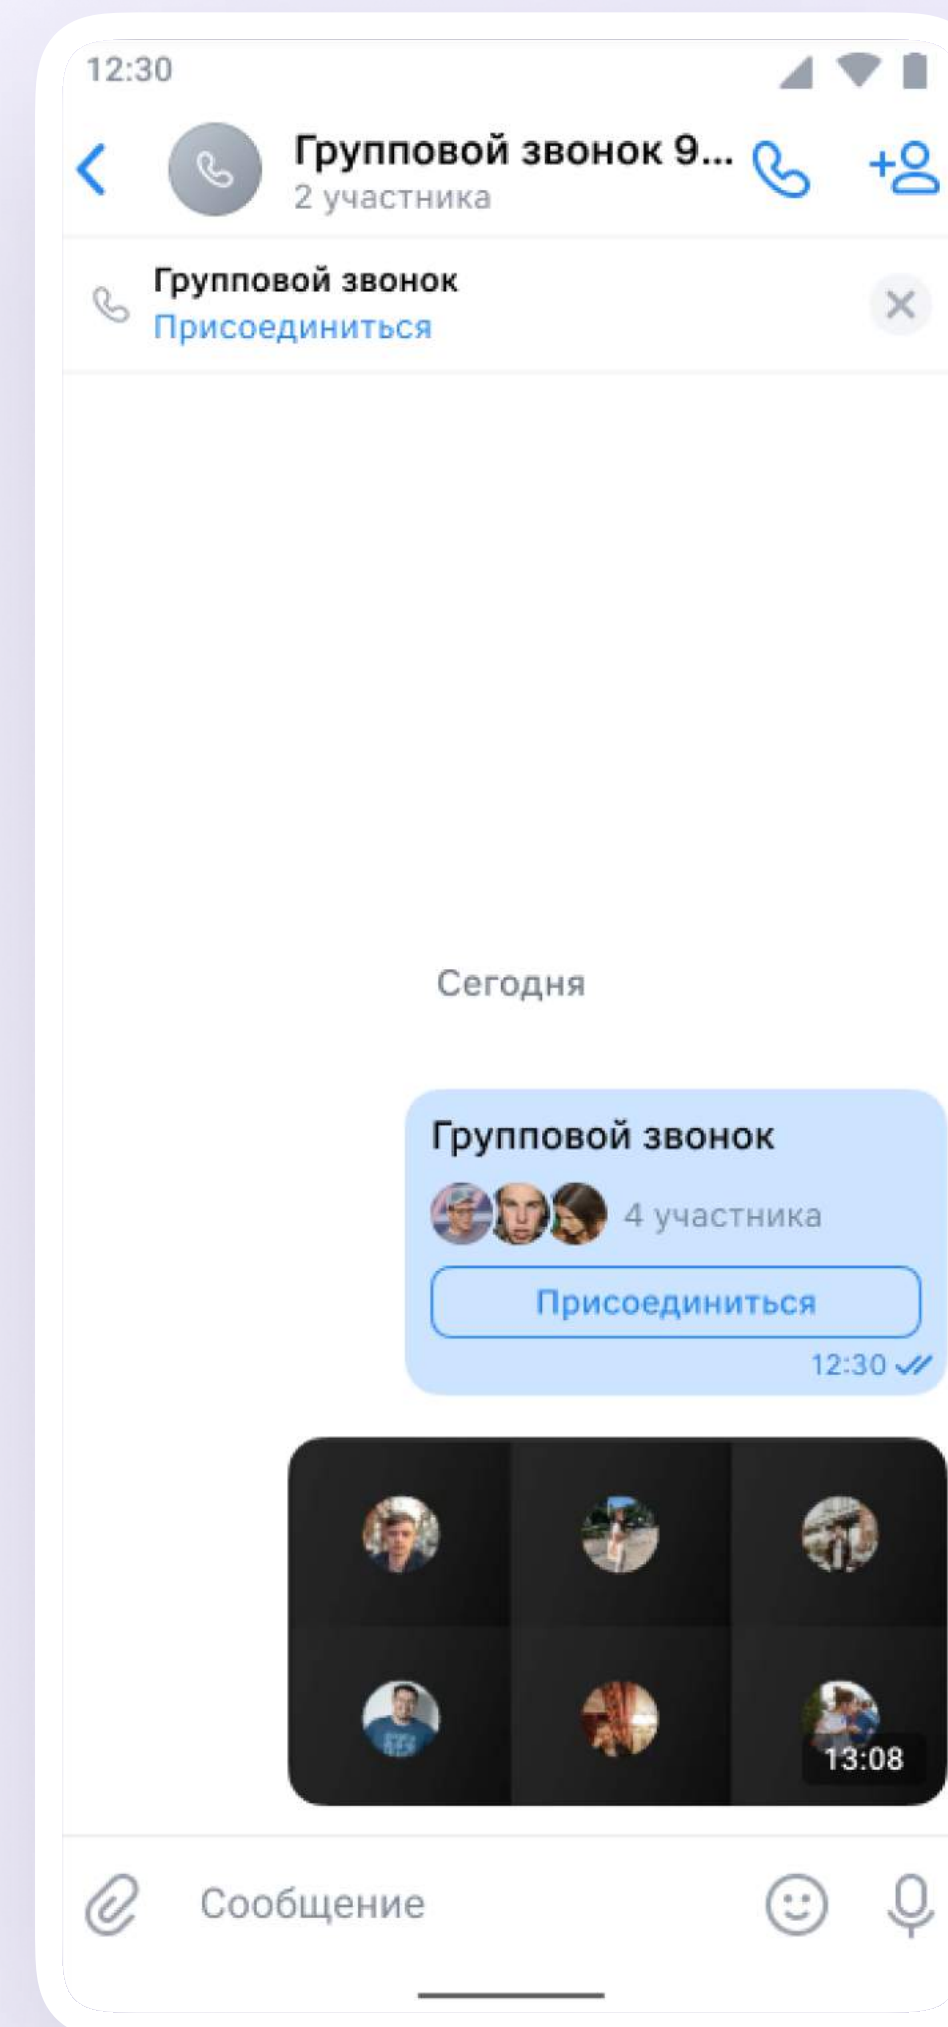 12:30
Групповой звонок 9...
2 участника
Групповой звонок
Присоединиться
Сегодня
Групповой звонок
4 участника
Присоединиться
12:30
13:08
Сообщение